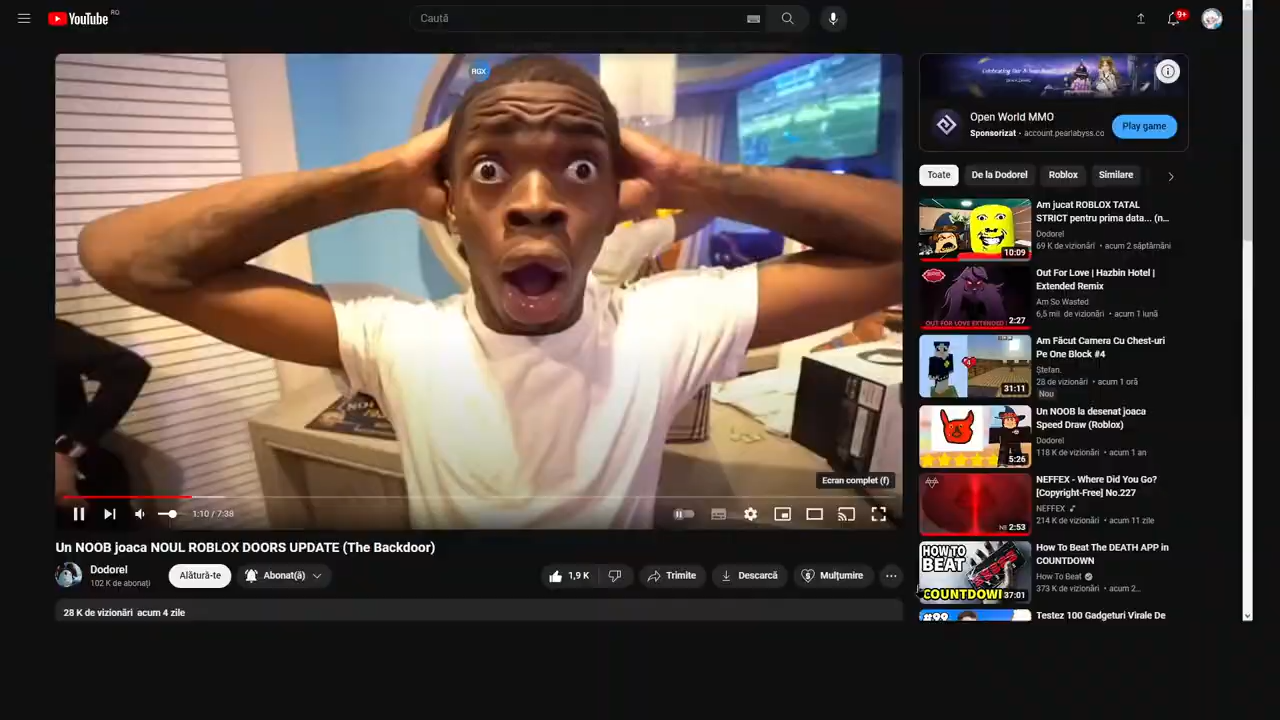 YouTube RO
Caută
9+
RGX
Open World MMO
Sponsorizat · account.pearlabyss.co
Play game
Toate
De la Dodorel
Roblox
Similare
Am jucat ROBLOX TATAL
STRICT pentru prima data... (n...
Dodorel
69 K de vizionări • acum 2 săptămâni
10:09
Out For Love | Hazbin Hotel |
Extended Remix
Am So Wasted
6,5 mil. de vizionări • acum 1 lună
OUT FOR LOVE EXTENDED
2:27
Am Făcut Camera Cu Chest-uri
Pe One Block #4
Ștefan.
28 de vizionări • acum 1 oră
Nou
31:11
Un NOOB la desenat joaca
Speed Draw (Roblox)
Dodorel
118 K de vizionări • acum 1 an
5:26
NEFFEX - Where Did You Go?
[Copyright-Free] No.227
NEFFEX
214 K de vizionări • acum 11 zile
2:53
How To Beat The DEATH APP in
COUNTDOWN
How To Beat
373 K de vizionări • acum 2...
HOW TO
BEAT
COUNTDOW
37:01
Testez 100 Gadgeturi Virale De
#99
Ecran complet (f)
1:10 / 7:38
Un NOOB joaca NOUL ROBLOX DOORS UPDATE (The Backdoor)
Dodorel
102 K de abonați
Alătură-te
Abonat(ă)
1,9 K
Trimite
Descarcă
Mulțumire
28 K de vizionări acum 4 zile